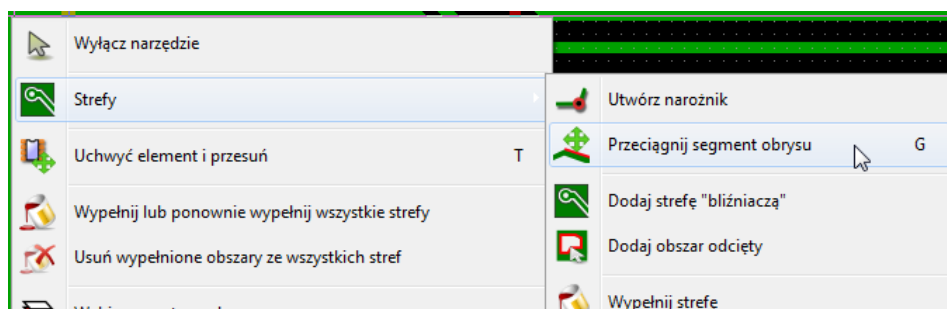 Wyłącz narzędzie
Strefy
Uchwyć element i przesuń T
Wypełnij lub ponownie wypełnij wszystkie strefy
Usuń wypełnione obszary ze wszystkich stref
Utwórz narożnik
Przeciągnij segment obrysu G
Dodaj strefę "bliźniaczą"
Dodaj obszar odcięty
Wypełnij strefę